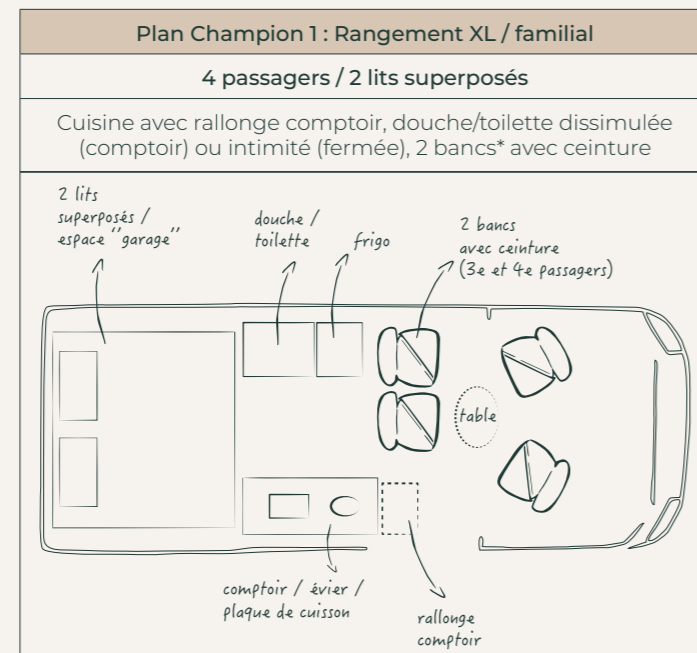 Plan Champion 1 : Rangement XL / familial
4 passagers / 2 lits superposés
Cuisine avec rallonge comptoir, douche/toilette dissimulée
(comptoir) ou intimité (fermée), 2 bancs* avec ceinture
2 lits
superposés /
espace "garage"
douche /
toilette
frigo
2 bancs
avec ceinture
(3e et 4e passagers)
table
comptoir / évier /
plaque de cuisson
rallonge
comptoir